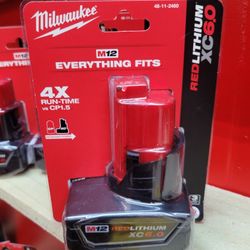 48-11-2460
Milwaukee
M12
EVERYTHING FITS
4X
RUN-TIME
vs CP1.5
REDLITHIUM
XC6.0
M12
REDLITHIUM
XC6.0